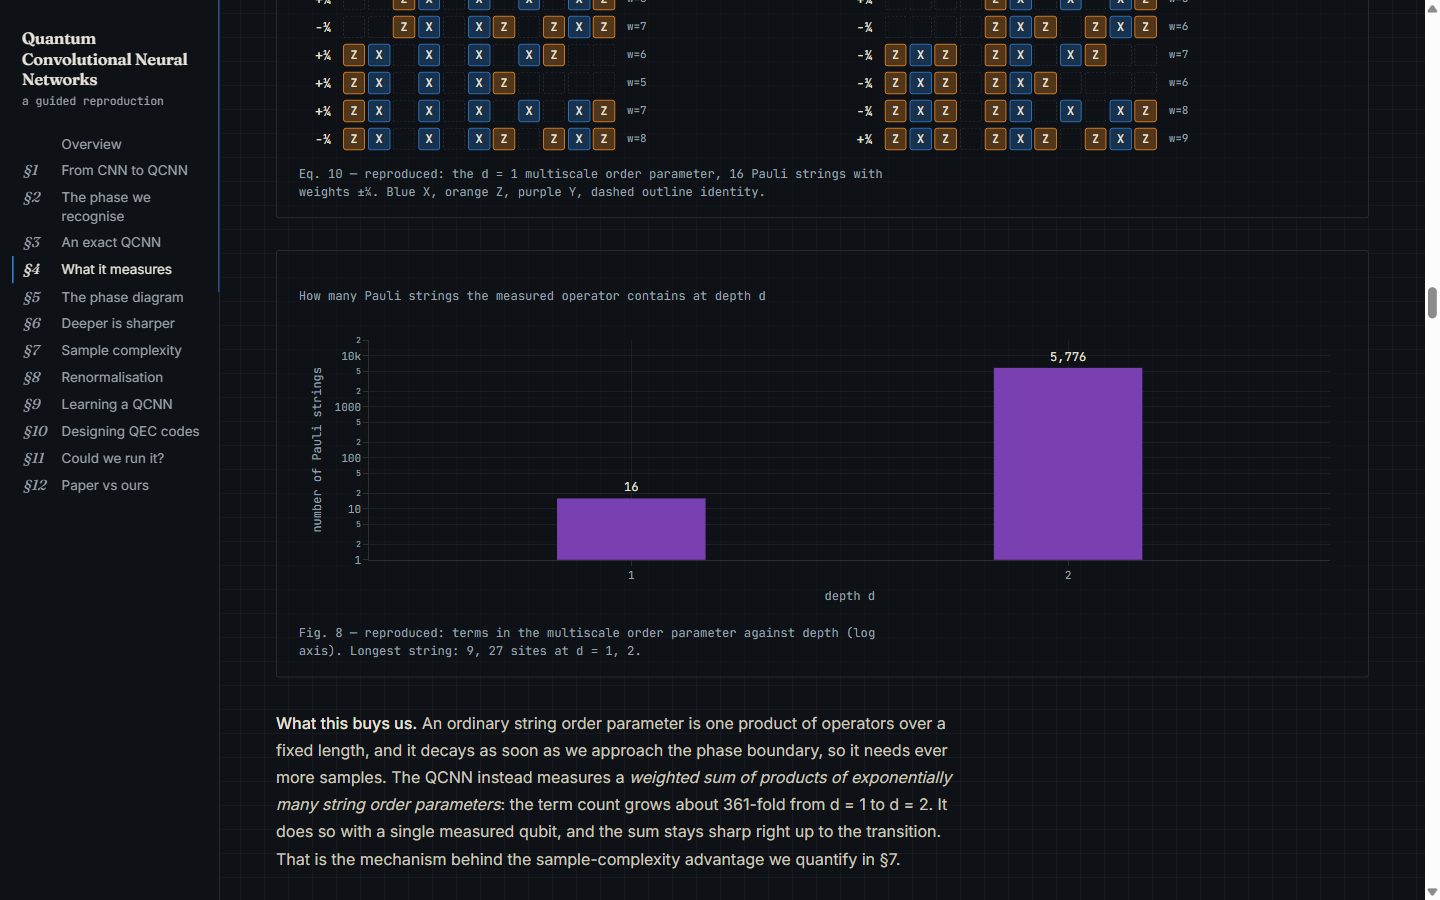 Quantum
Convolutional Neural
Networks
a guided reproduction
Overview
§1 From CNN to QCNN
§2 The phase we
recognise
§3 An exact QCNN
§4 What it measures
§5 The phase diagram
§6 Deeper is sharper
§7 Sample complexity
§8 Renormalisation
§9 Learning a QCNN
§10 Designing QEC codes
§11 Could we run it?
§12 Paper vs ours
-¼ Z X X Z Z X Z w=7
+¼ Z X X X X Z w=6
+¼ Z X X X Z w=5
+¼ Z X X X X X Z w=7
-¼ Z X X X Z Z X Z w=8
-¼ Z X Z Z X Z w=6
-¼ Z X Z Z X X Z w=7
-¼ Z X Z Z X Z w=6
-¼ Z X Z Z X X X Z w=8
+¼ Z X Z Z X Z Z X Z w=9
Eq. 10 — reproduced: the d = 1 multiscale order parameter, 16 Pauli strings with
weights ±¼. Blue X, orange Z, purple Y, dashed outline identity.
How many Pauli strings the measured operator contains at depth d
number of Pauli strings
2
10k
5
2
1000
5
2
100
5
2
10
5
2
1
16
5,776
1
2
depth d
Fig. 8 — reproduced: terms in the multiscale order parameter against depth (log
axis). Longest string: 9, 27 sites at d = 1, 2.
What this buys us. An ordinary string order parameter is one product of operators over a
fixed length, and it decays as soon as we approach the phase boundary, so it needs ever
more samples. The QCNN instead measures a weighted sum of products of exponentially
many string order parameters: the term count grows about 361-fold from d = 1 to d = 2. It
does so with a single measured qubit, and the sum stays sharp right up to the transition.
That is the mechanism behind the sample-complexity advantage we quantify in §7.